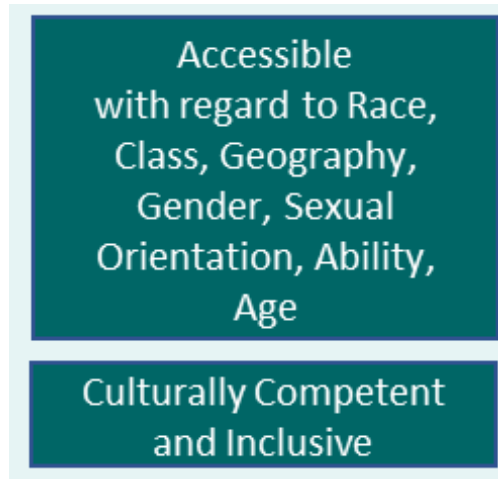 Accessible
with regard to Race,
Class, Geography,
Gender, Sexual
Orientation, Ability,
Age
Culturally Competent
and Inclusive